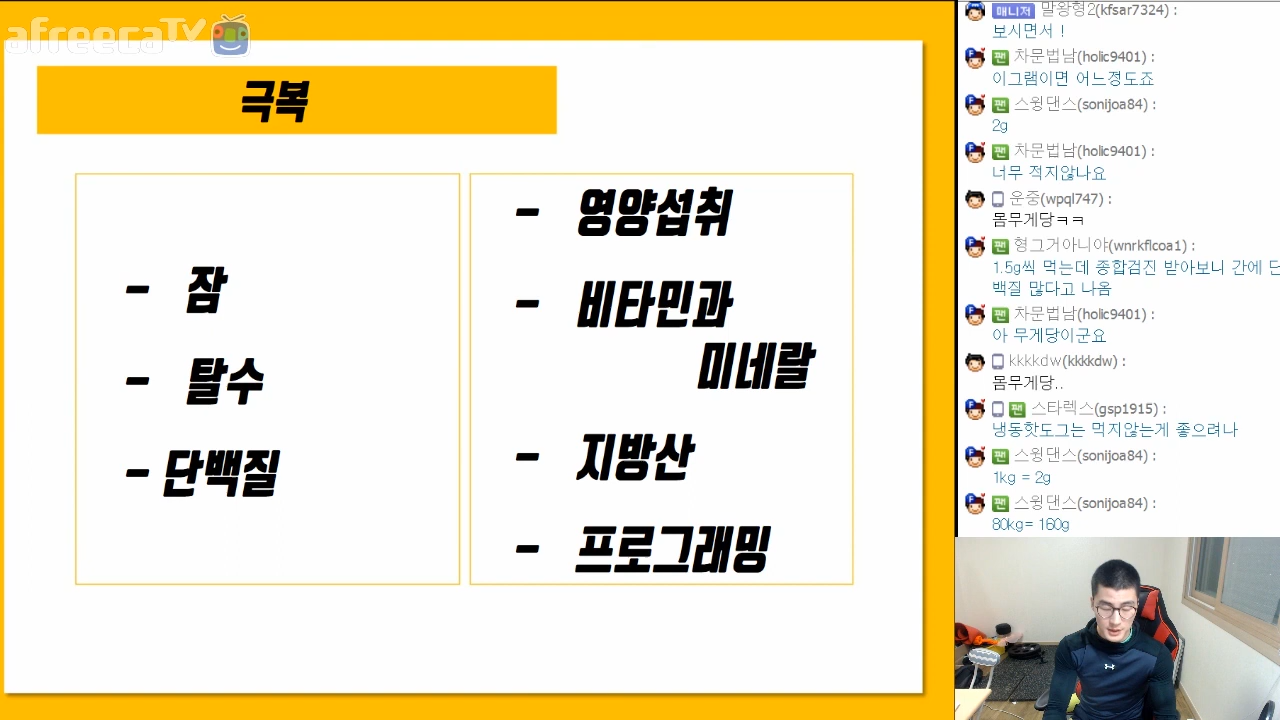 afreecaTV
극복
- 잠
- 탈수
- 단백질
- 영양섭취
- 비타민과
미네랄
- 지방산
- 프로그래밍
매니저 말왕형2(kfsar7324) :
보시면서 !
팬 차문법남(holic9401) :
이그램이면 어느졍도죠
팬 스윙댄스(sonijoa84) :
2g
팬 차문법남(holic9401) :
너무 적지않나요
운중(wpql747) :
몸무게당ㅋㅋ
팬 형그거아니야(wnrkflcoa1) :
1.5g씩 먹는데 종합검진 받아보니 간에 단
백질 많다고 나옴
팬 차문법남(holic9401) :
아 무게당이군요
kkkkdw(kkkkdw) :
몸무게당..
팬 스타렉스(gsp1915) :
냉동핫도그는 먹지않는게 좋으려나
팬 스윙댄스(sonijoa84) :
1kg = 2g
팬 스윙댄스(sonijoa84) :
80kg= 160g